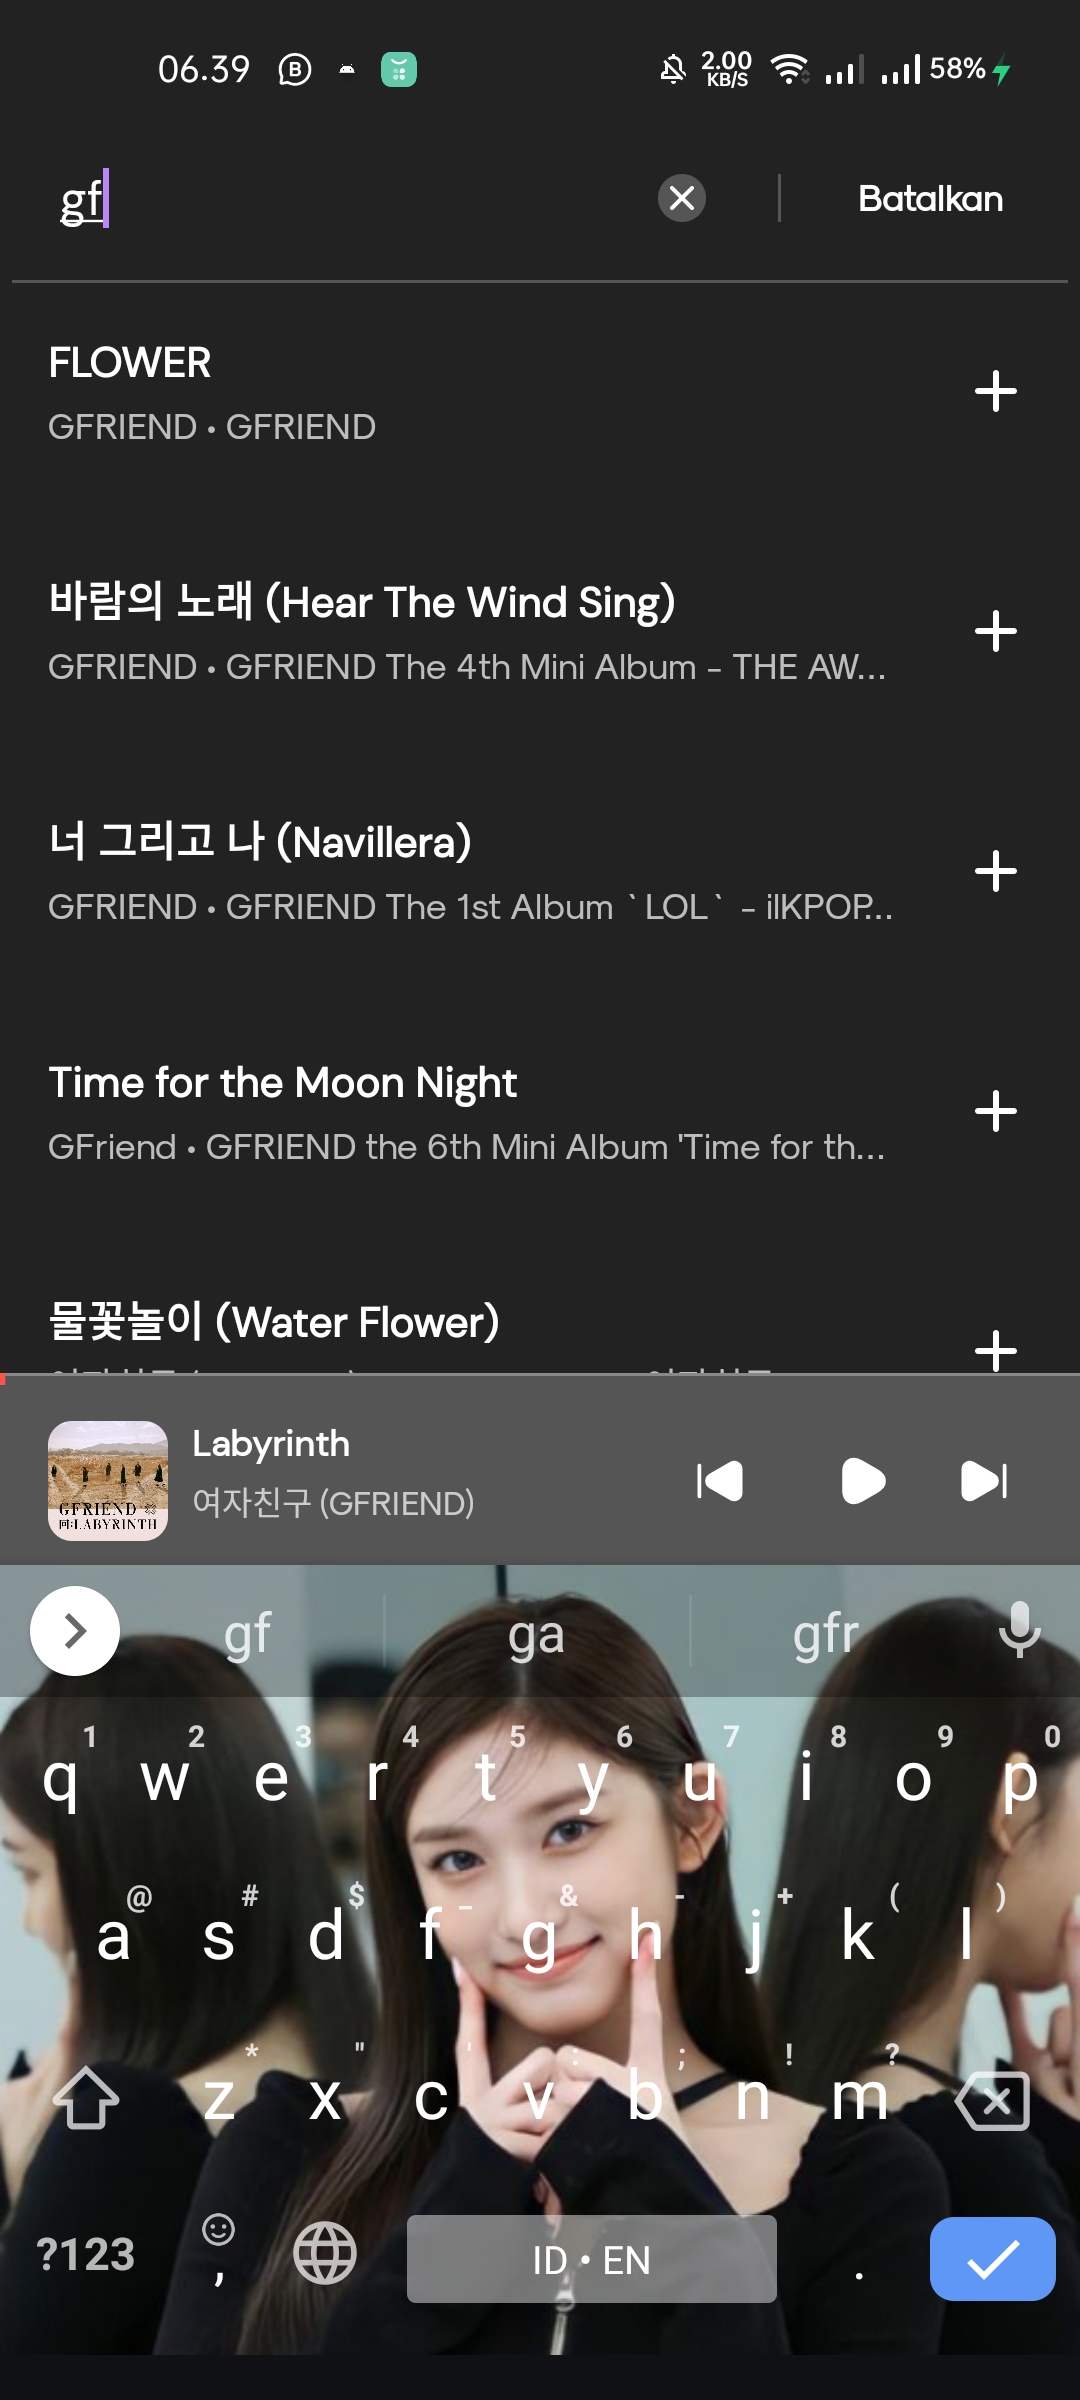 06.39
2.00 KB/S
58%
gf
Batalkan
FLOWER
GFRIEND • GFRIEND
바람의 노래 (Hear The Wind Sing)
GFRIEND • GFRIEND The 4th Mini Album - THE AW...
너 그리고 나 (Navillera)
GFRIEND • GFRIEND The 1st Album `LOL` - ilKPOP...
Time for the Moon Night
GFriend • GFRIEND the 6th Mini Album 'Time for th...
물꽃놀이 (Water Flower)
GFRIEND
回:LABYRINTH
Labyrinth
여자친구 (GFRIEND)
gf ga gfr
1 2 3 4 5 6 7 8 9 0
q w e r t y u i o p
@ # $ _ & - + ( )
a s d f g h j k l
* " ' : ; ! ?
z x c v b n m
?123 , ID • EN .